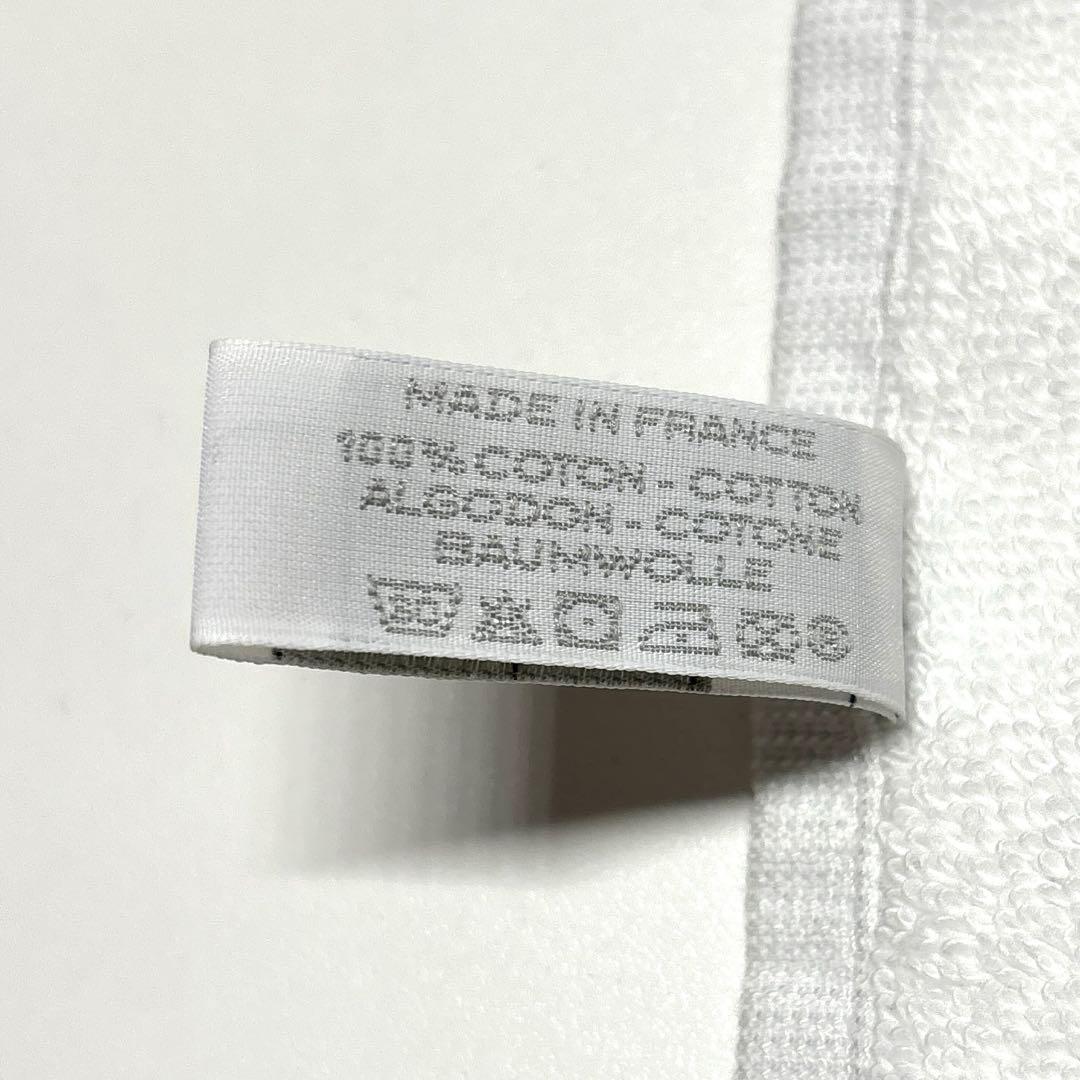 MADE IN FRANCE
100% COTON - COTTON
ALGODON - COTONE
BAUMWOLLE